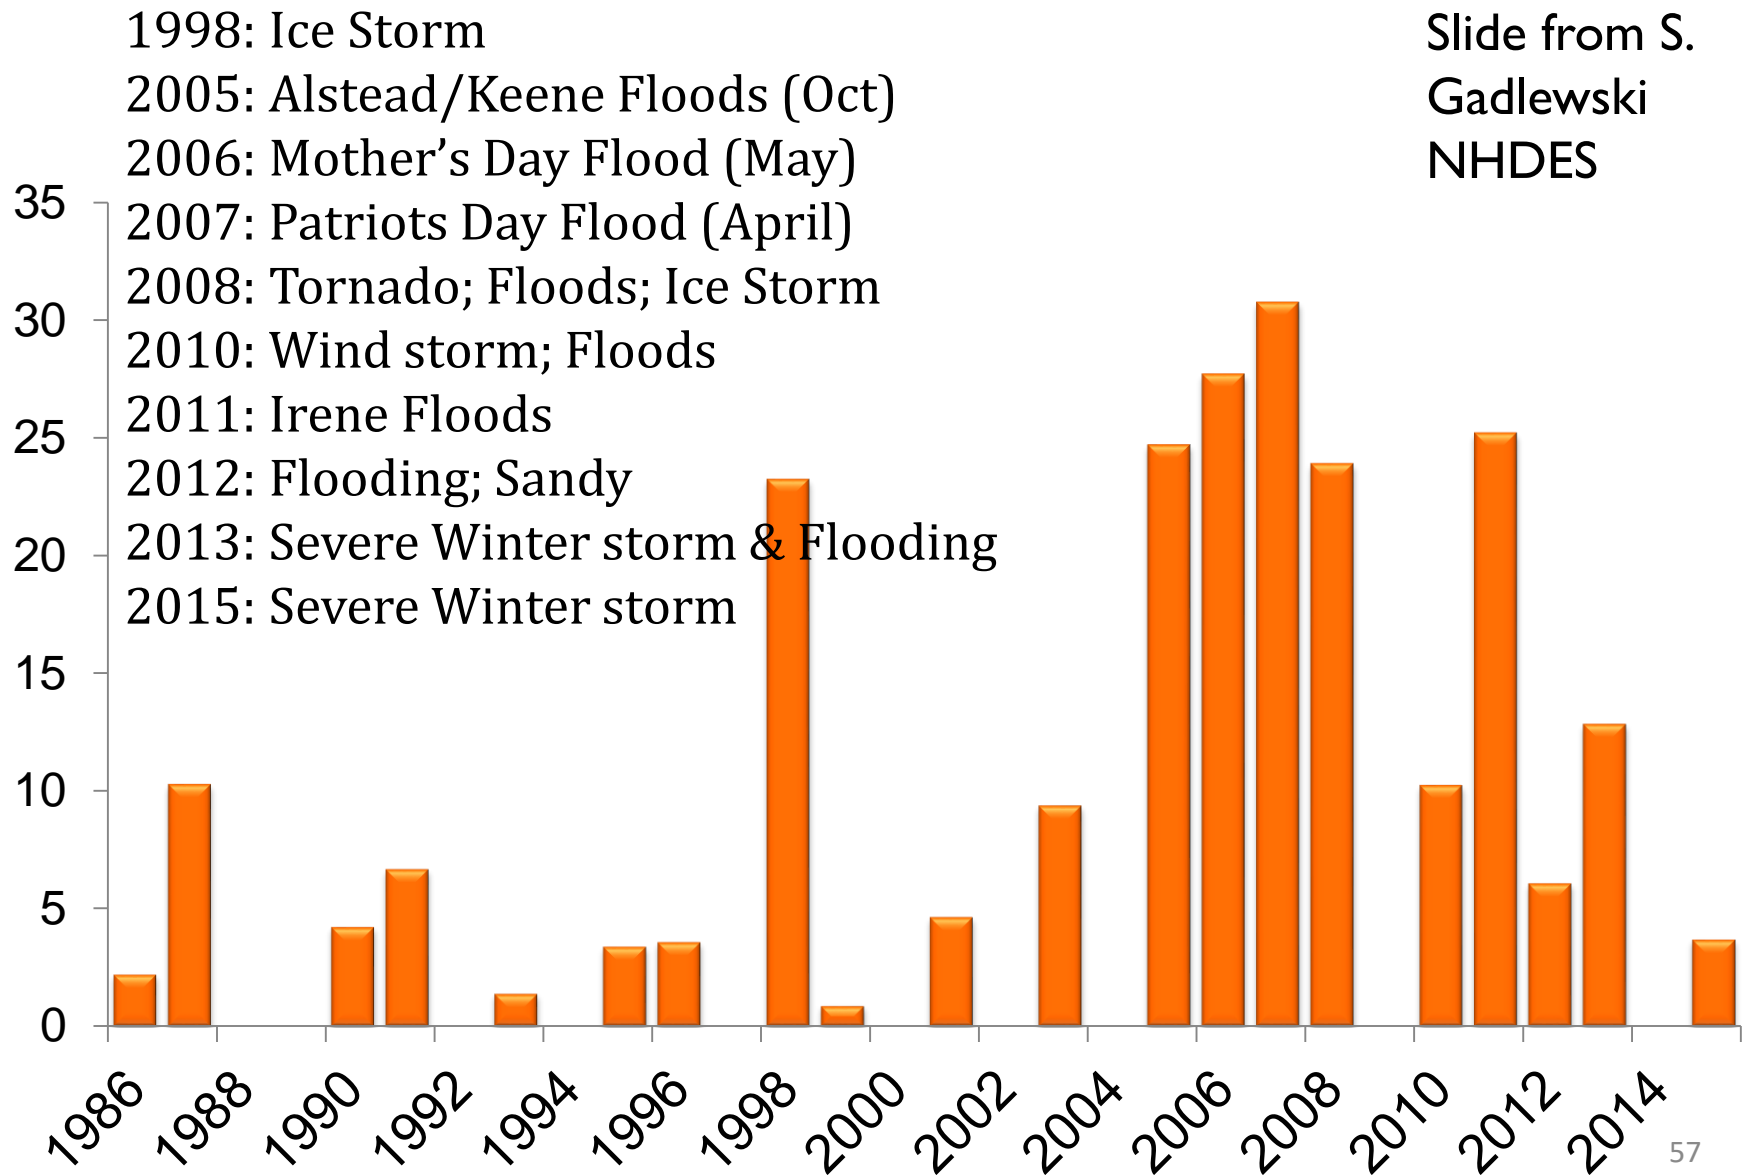 1998: Ice Storm
2005: Alstead/Keene Floods (Oct)
2006: Mother’s Day Flood (May)
2007: Patriots Day Flood (April)
2008: Tornado; Floods; Ice Storm
2010: Wind storm; Floods
2011: Irene Floods
2012: Flooding; Sandy
2013: Severe Winter storm & Flooding
2015: Severe Winter storm
Slide from S.
Gadlewski
NHDES
35
30
25
20
15
10
5
0
1986 1988 1990 1992 1994 1996 1998 2000 2002 2004 2006 2008 2010 2012 2014
57